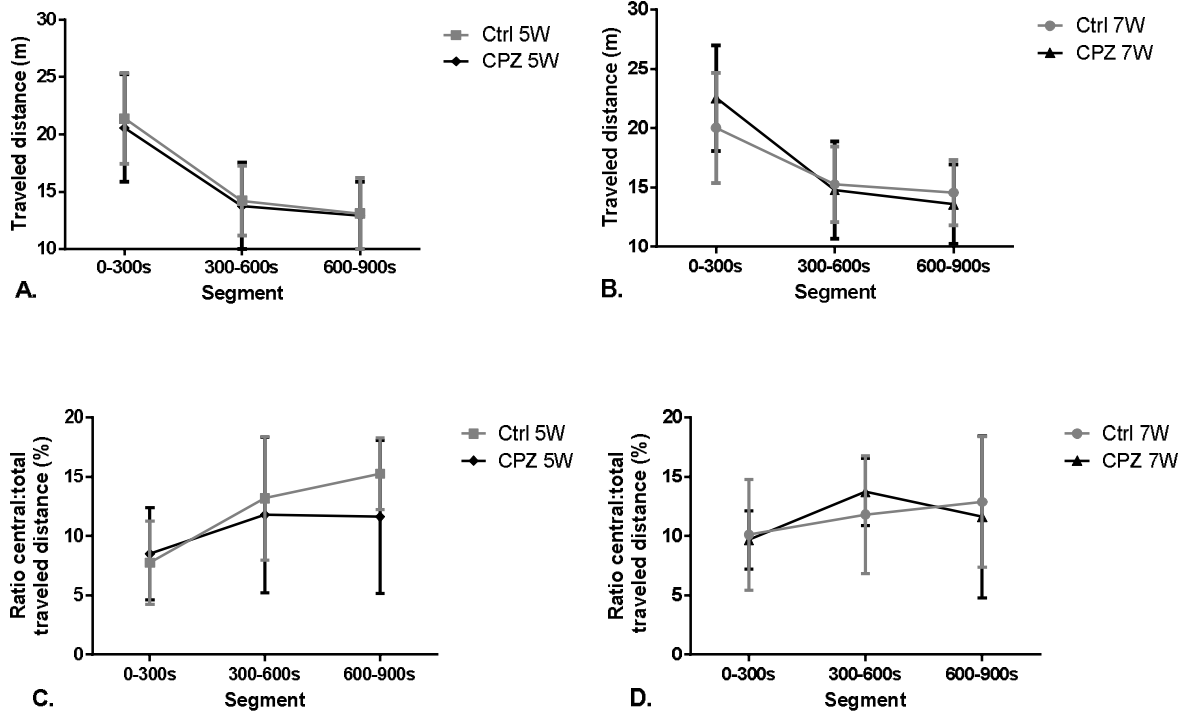 Traveled distance (m)
30
25
20
15
10
0-300s 300-600s 600-900s
Segment
A.
Ctrl 5W
CPZ 5W
Traveled distance (m)
30
25
20
15
10
0-300s 300-600s 600-900s
Segment
B.
Ctrl 7W
CPZ 7W
Ratio central:total
traveled distance (%)
20
15
10
5
0
0-300s 300-600s 600-900s
Segment
C.
Ctrl 5W
CPZ 5W
Ratio central:total
traveled distance (%)
20
15
10
5
0
0-300s 300-600s 600-900s
Segment
D.
Ctrl 7W
CPZ 7W